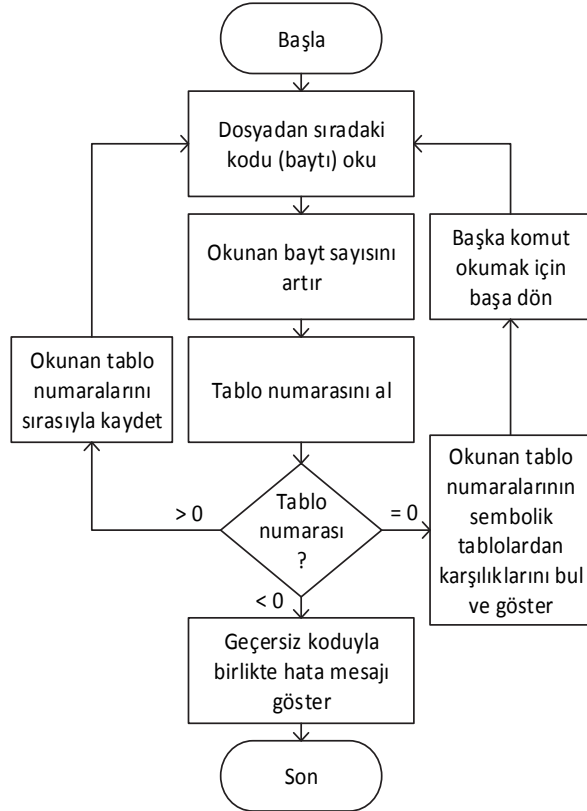 Başla
Dosyadan sıradaki
kodu (baytı) oku
Okunan bayt sayısını
artır
Başka komut
okumak için
başa dön
Okunan tablo
numaralarını
sırasıyla kaydet
Tablo numarasını al
Tablo
numarası
?
> 0
= 0
< 0
Okunan tablo
numaralarının
sembolik
tablolardan
karşılıklarını bul
ve göster
Geçersiz koduyla
birlikte hata mesajı
göster
Son